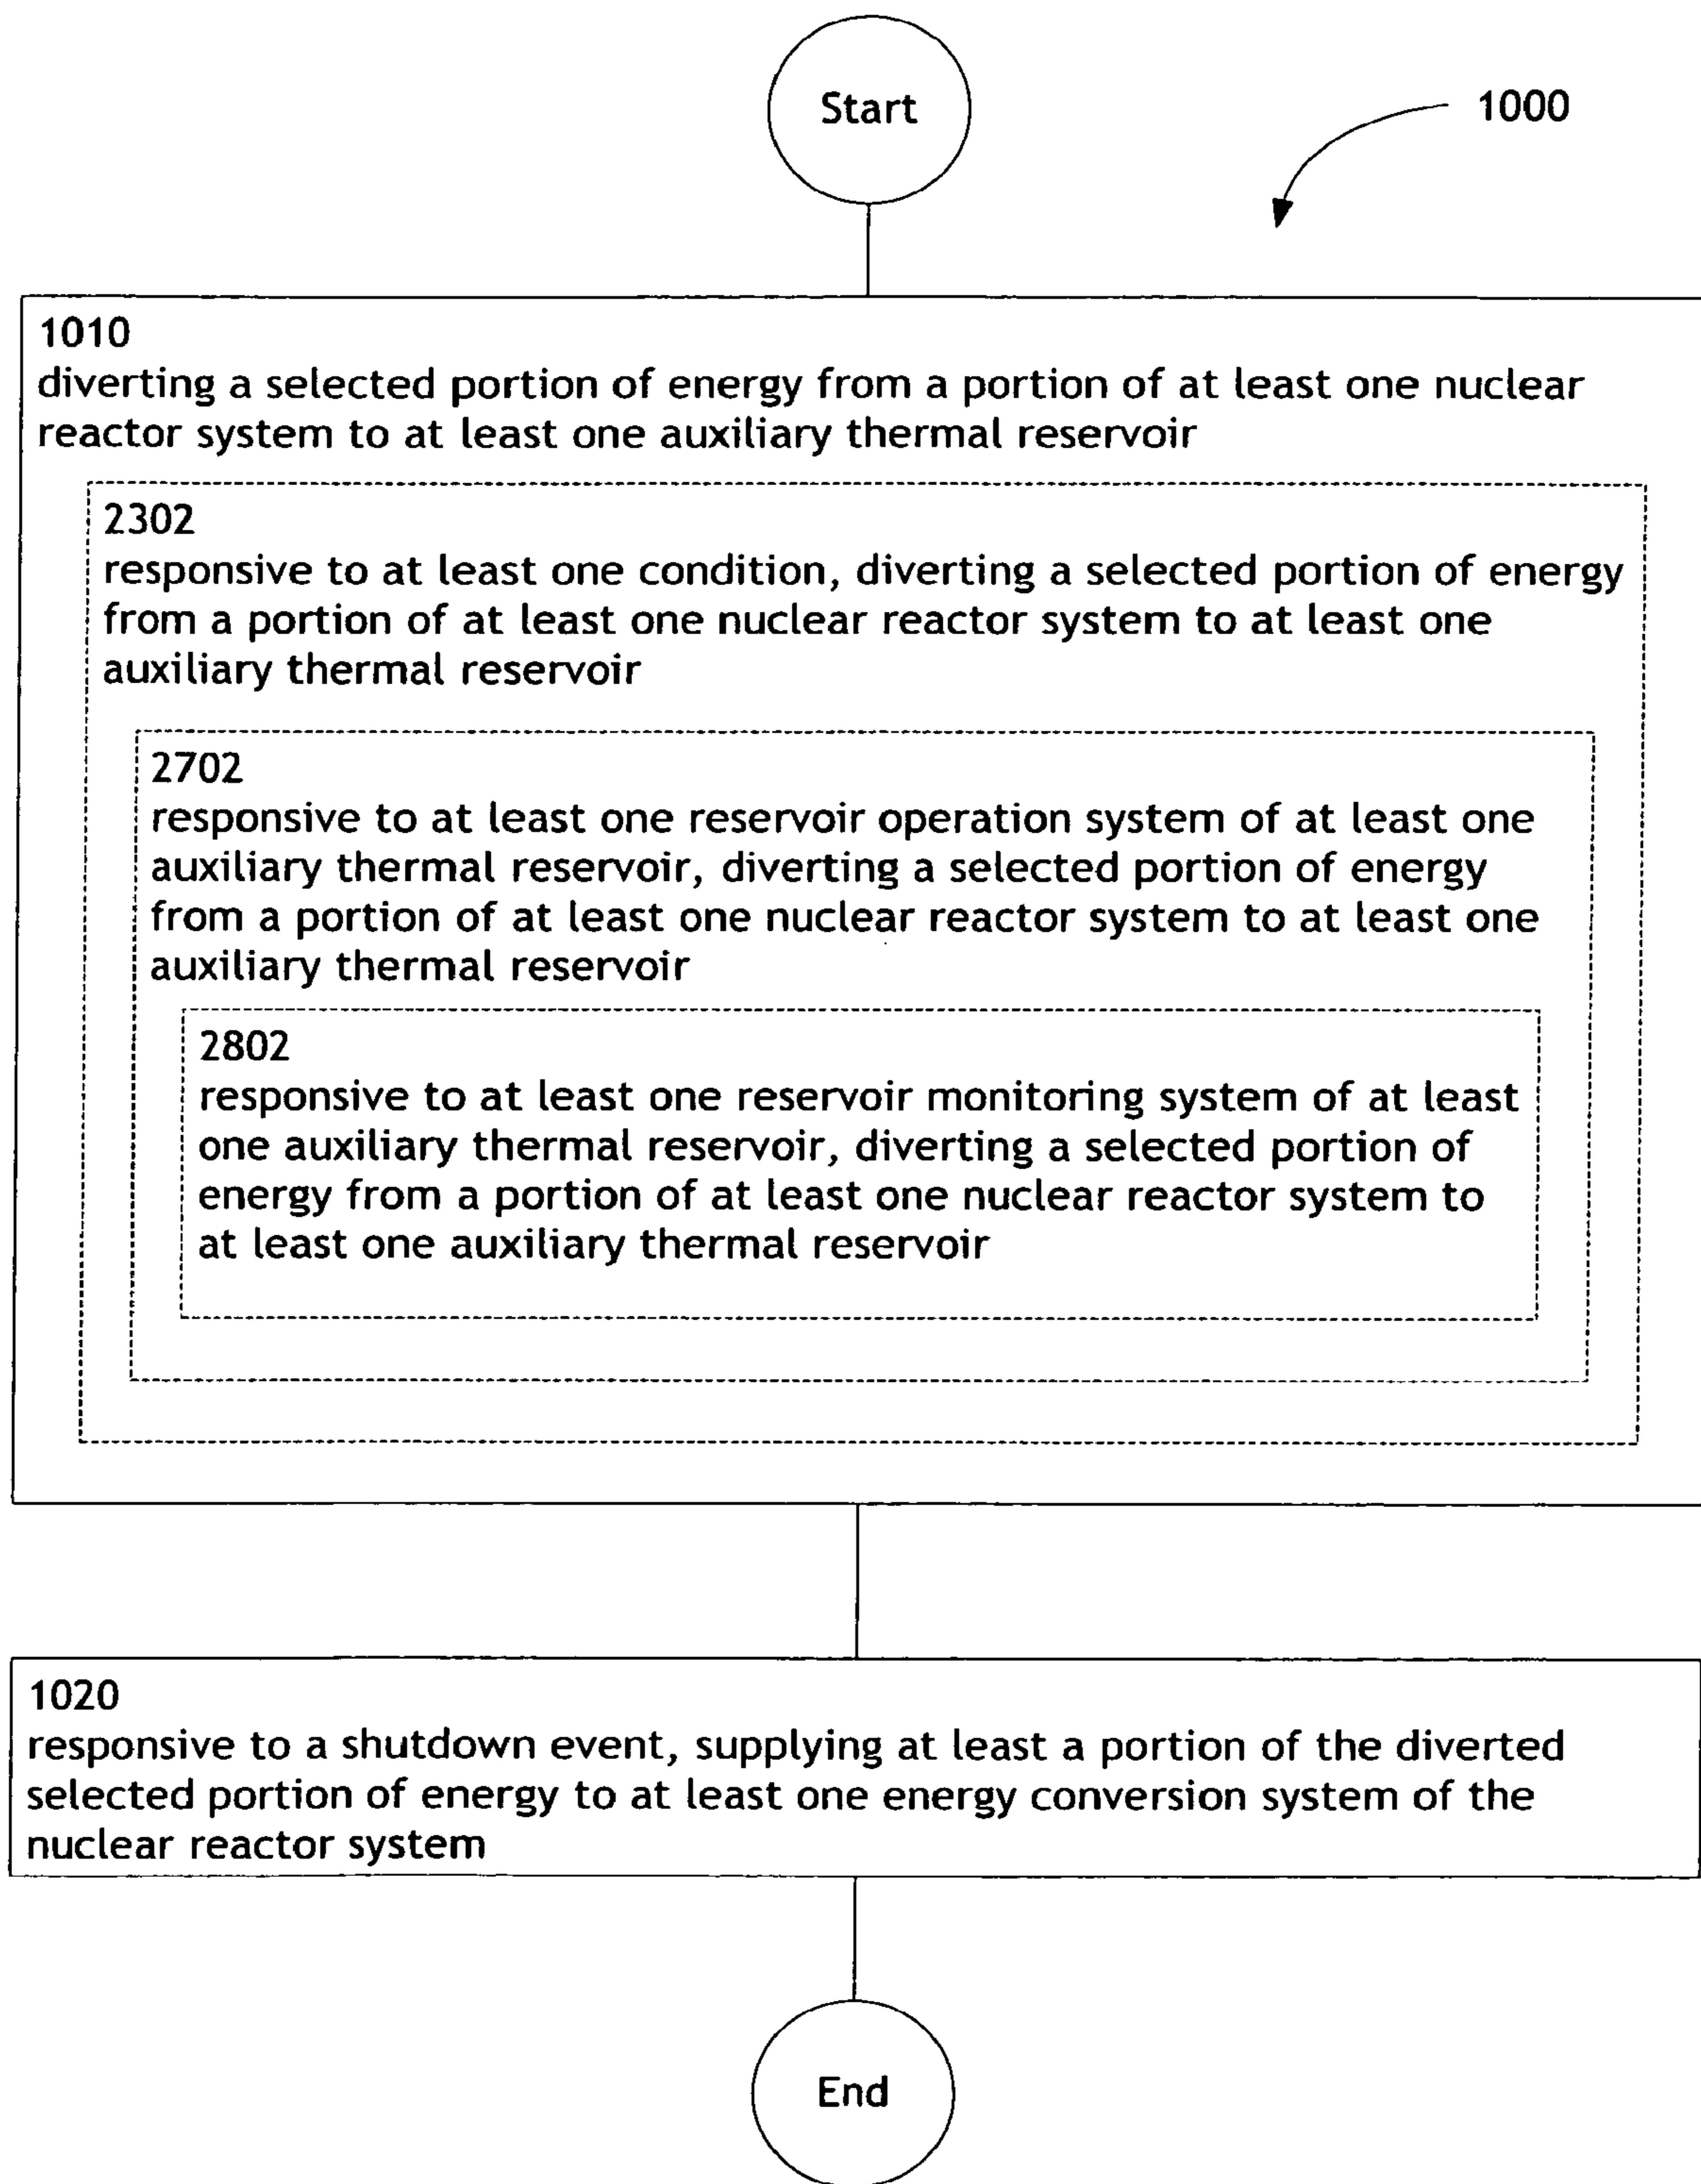 Start
1000
1010
diverting a selected portion of energy from a portion of at least one nuclear
reactor system to at least one auxiliary thermal reservoir
2302
responsive to at least one condition, diverting a selected portion of energy
from a portion of at least one nuclear reactor system to at least one
auxiliary thermal reservoir
2702
responsive to at least one reservoir operation system of at least one
auxiliary thermal reservoir, diverting a selected portion of energy
from a portion of at least one nuclear reactor system to at least one
auxiliary thermal reservoir
2802
responsive to at least one reservoir monitoring system of at least
one auxiliary thermal reservoir, diverting a selected portion of
energy from a portion of at least one nuclear reactor system to
at least one auxiliary thermal reservoir
1020
responsive to a shutdown event, supplying at least a portion of the diverted
selected portion of energy to at least one energy conversion system of the
nuclear reactor system
End